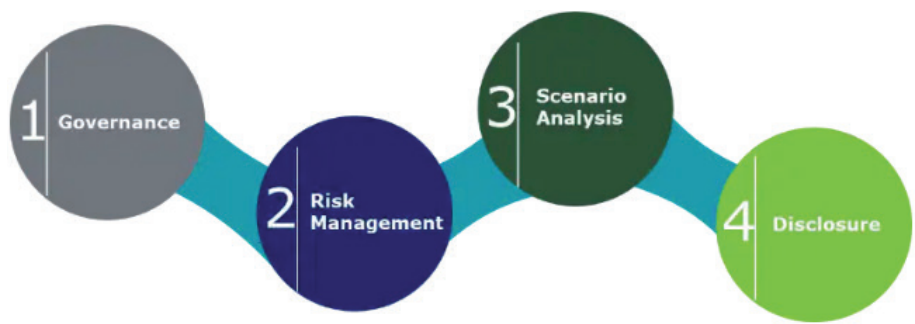 1
Governance
2
Risk
Management
3
Scenario
Analysis
4
Disclosure